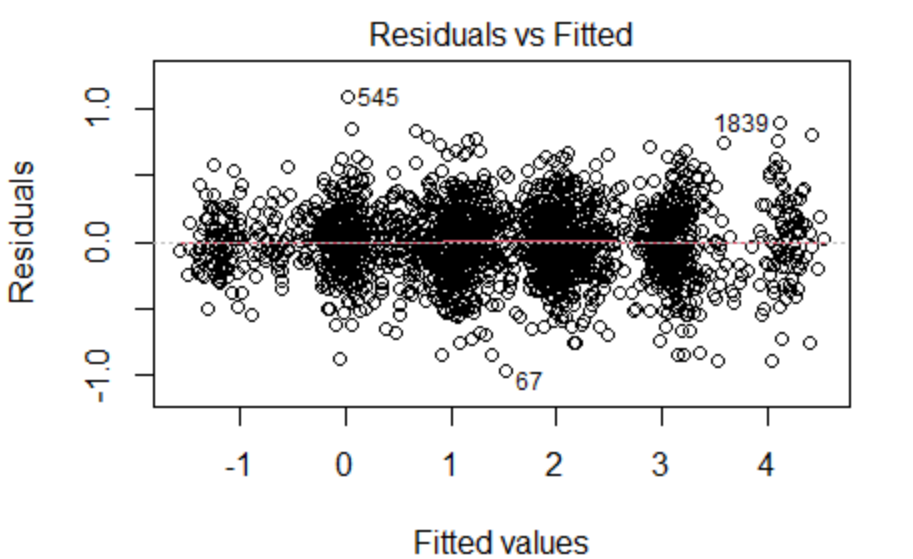 Residuals vs Fitted
Residuals
1.0
0.0
-1.0
545
1839
67
-1 0 1 2 3 4
Fitted values